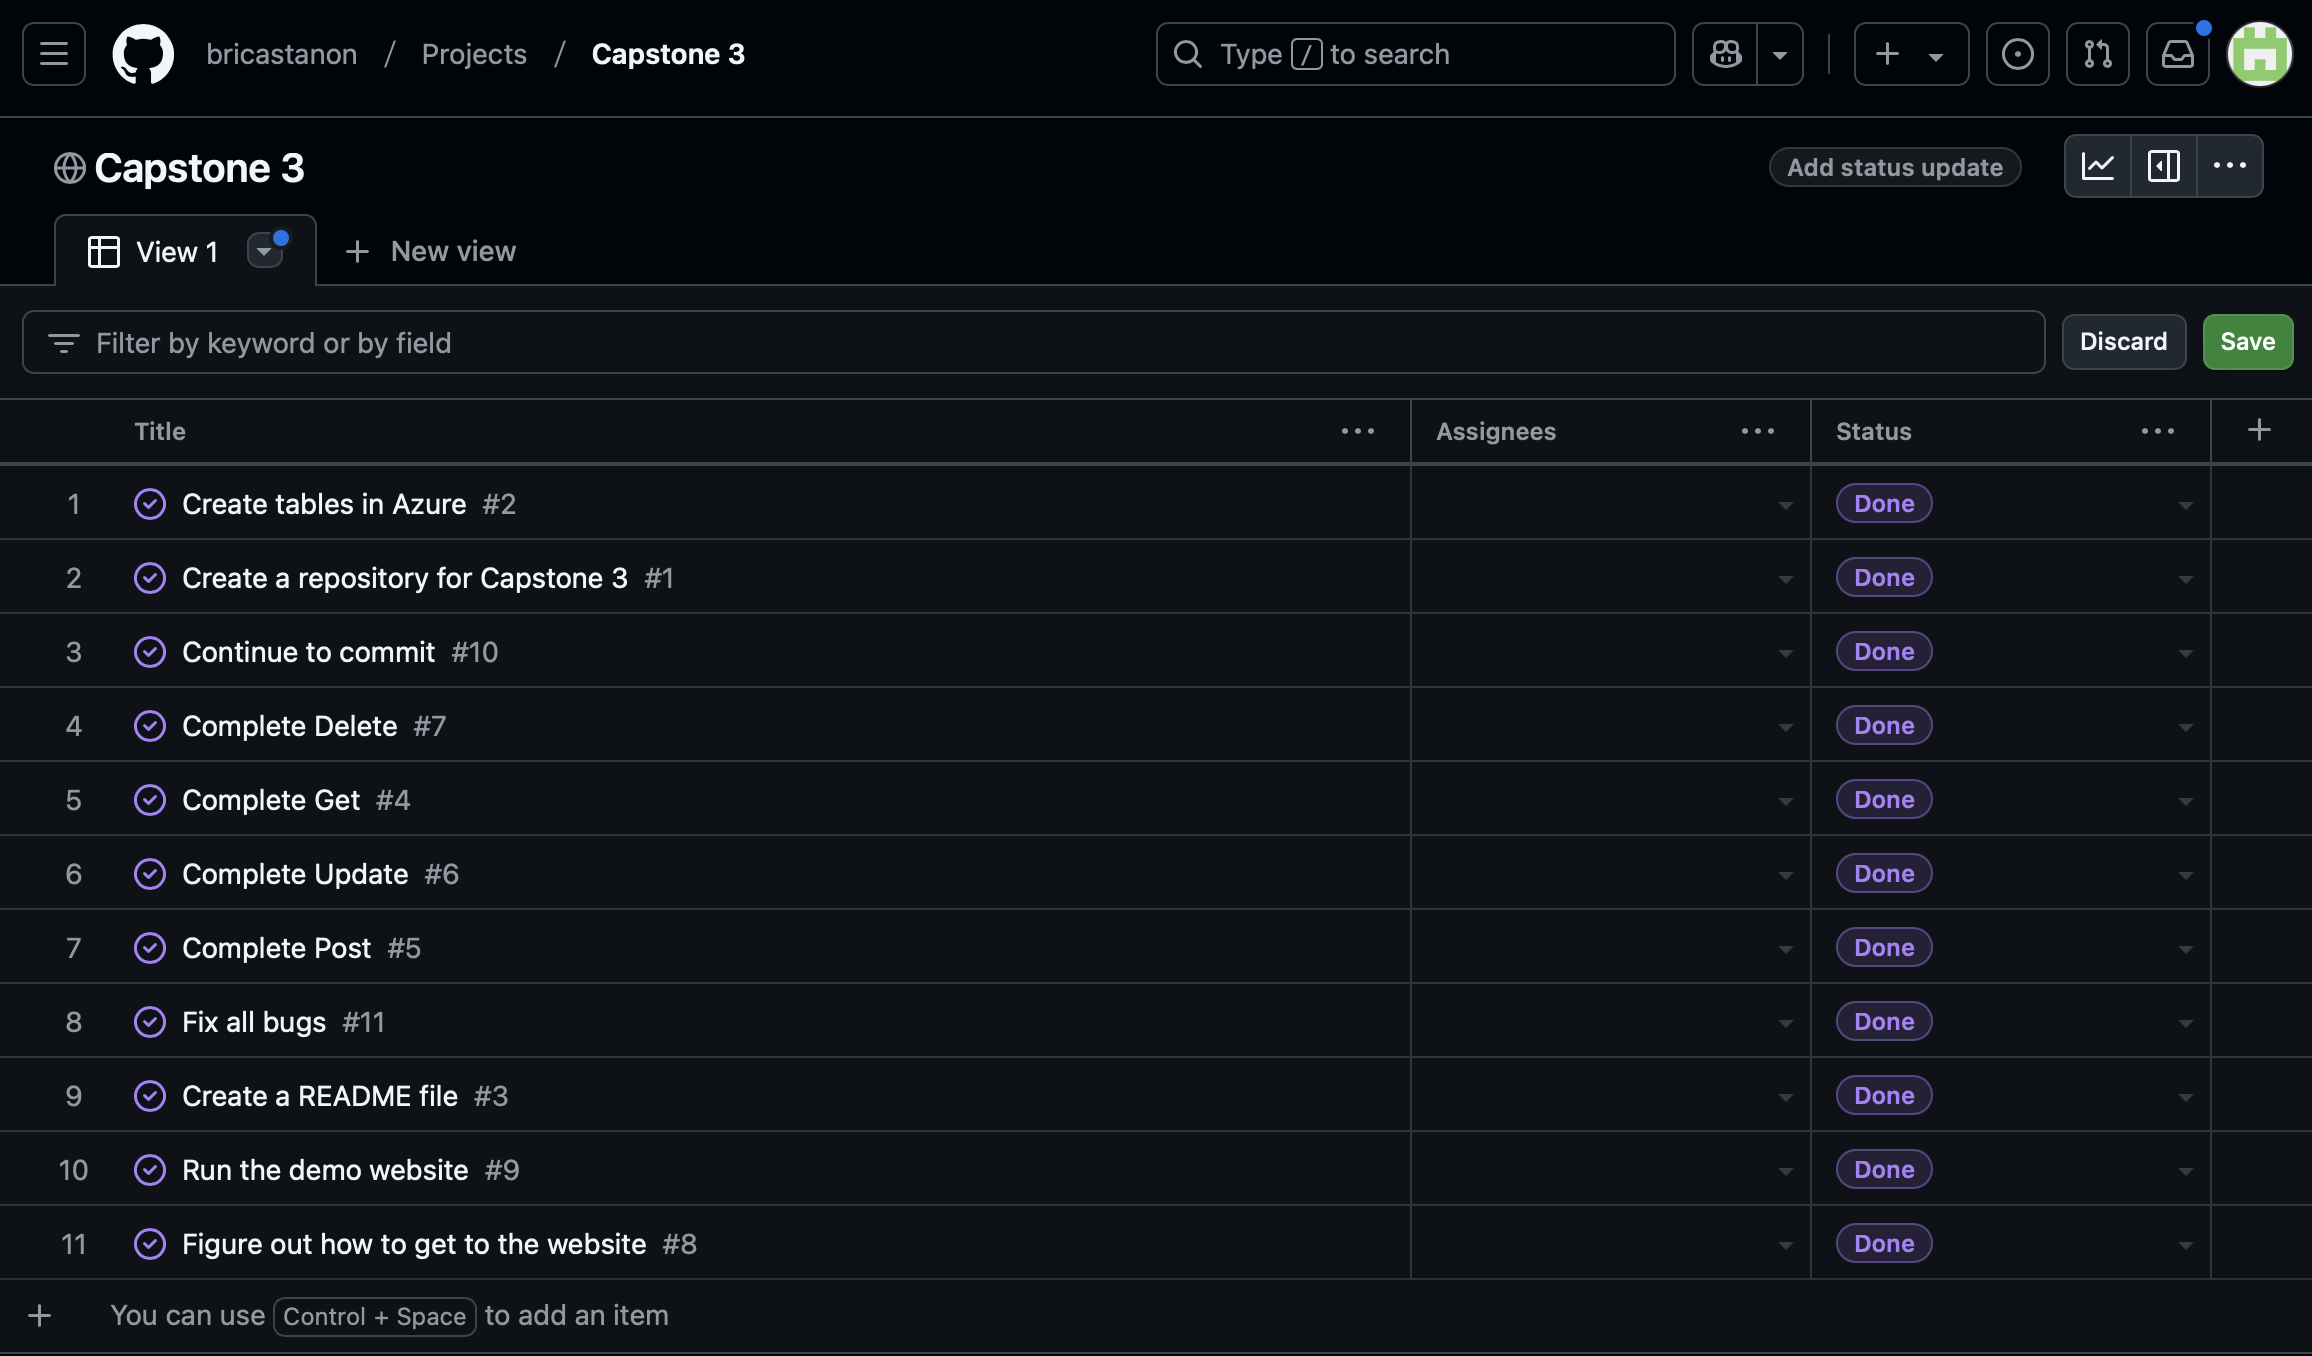 bricastanon / Projects / Capstone 3 Type / to search
Capstone 3 Add status update
View 1 New view
Filter by keyword or by field Discard Save
Title Assignees Status
1 Create tables in Azure #2 Done
2 Create a repository for Capstone 3 #1 Done
3 Continue to commit #10 Done
4 Complete Delete #7 Done
5 Complete Get #4 Done
6 Complete Update #6 Done
7 Complete Post #5 Done
8 Fix all bugs #11 Done
9 Create a README file #3 Done
10 Run the demo website #9 Done
11 Figure out how to get to the website #8 Done
You can use Control + Space to add an item